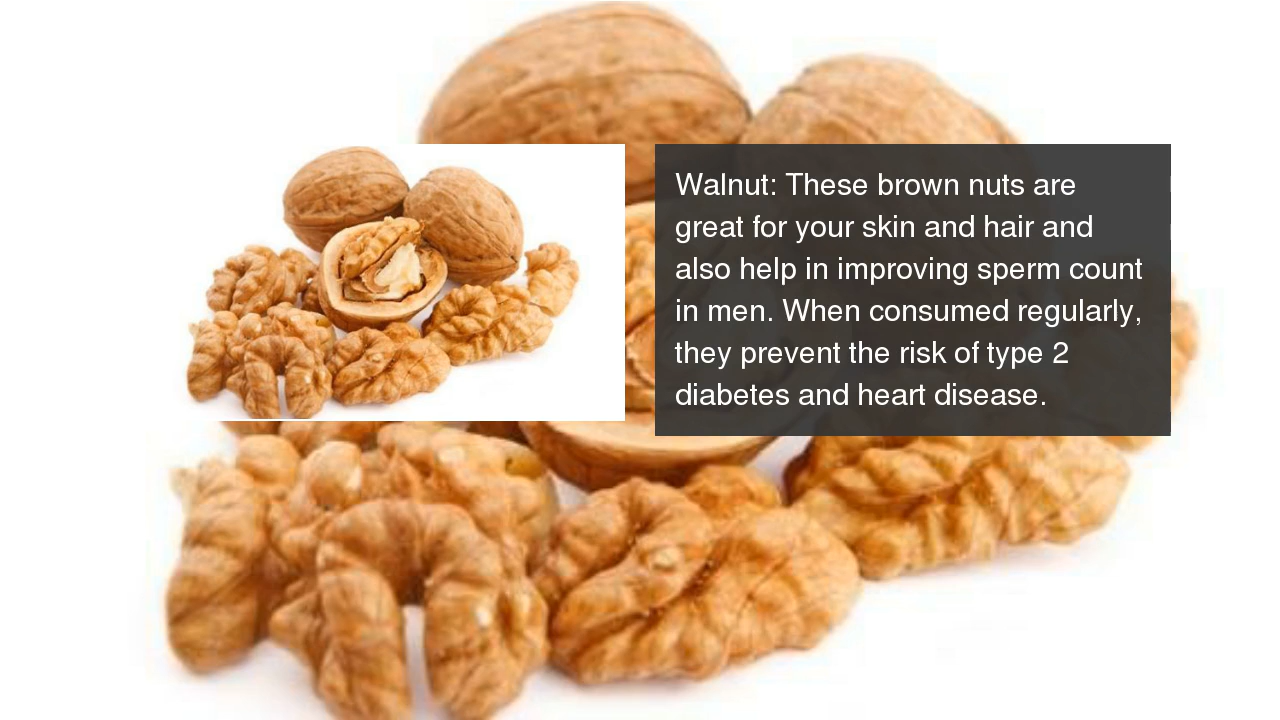 Walnut: These brown nuts are
great for your skin and hair and
also help in improving sperm count
in men. When consumed regularly,
they prevent the risk of type 2
diabetes and heart disease.